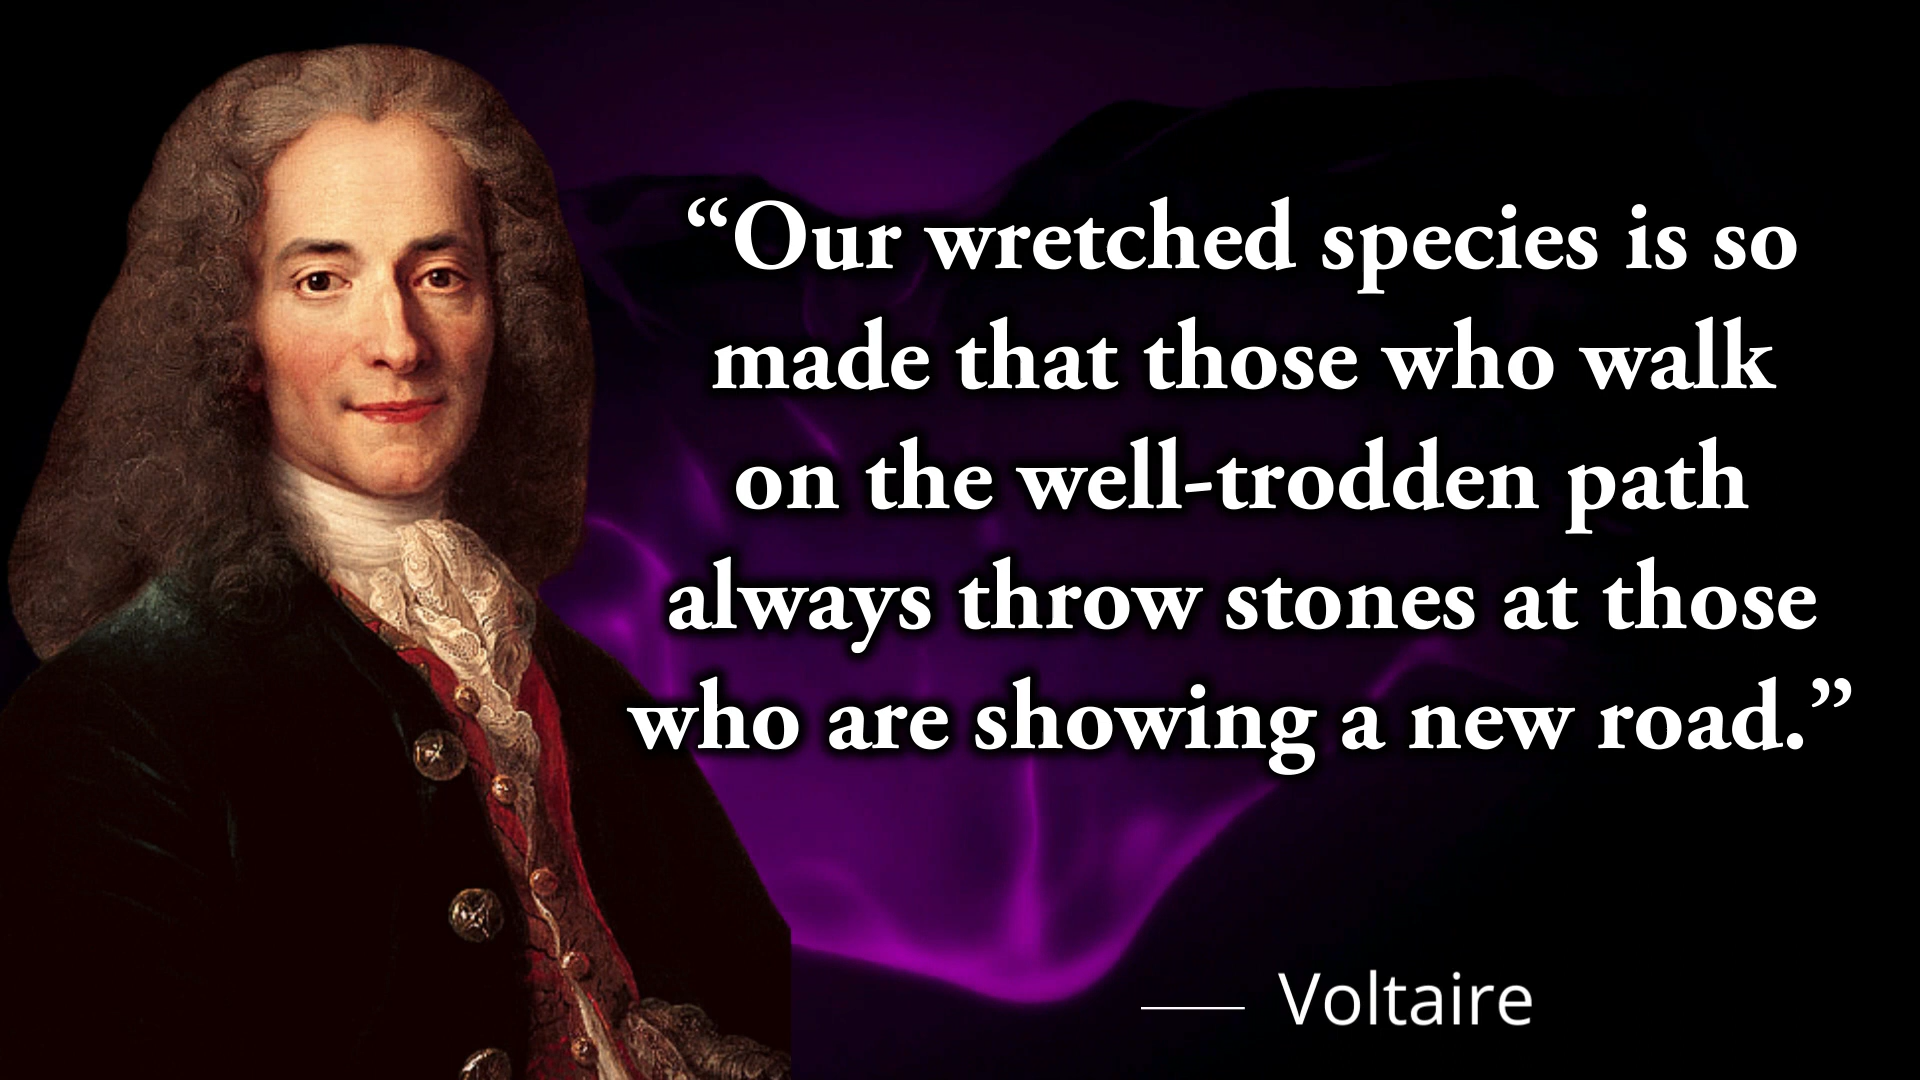 “Our wretched species is so
made that those who walk
on the well-trodden path
always throw stones at those
who are showing a new road.”
Voltaire